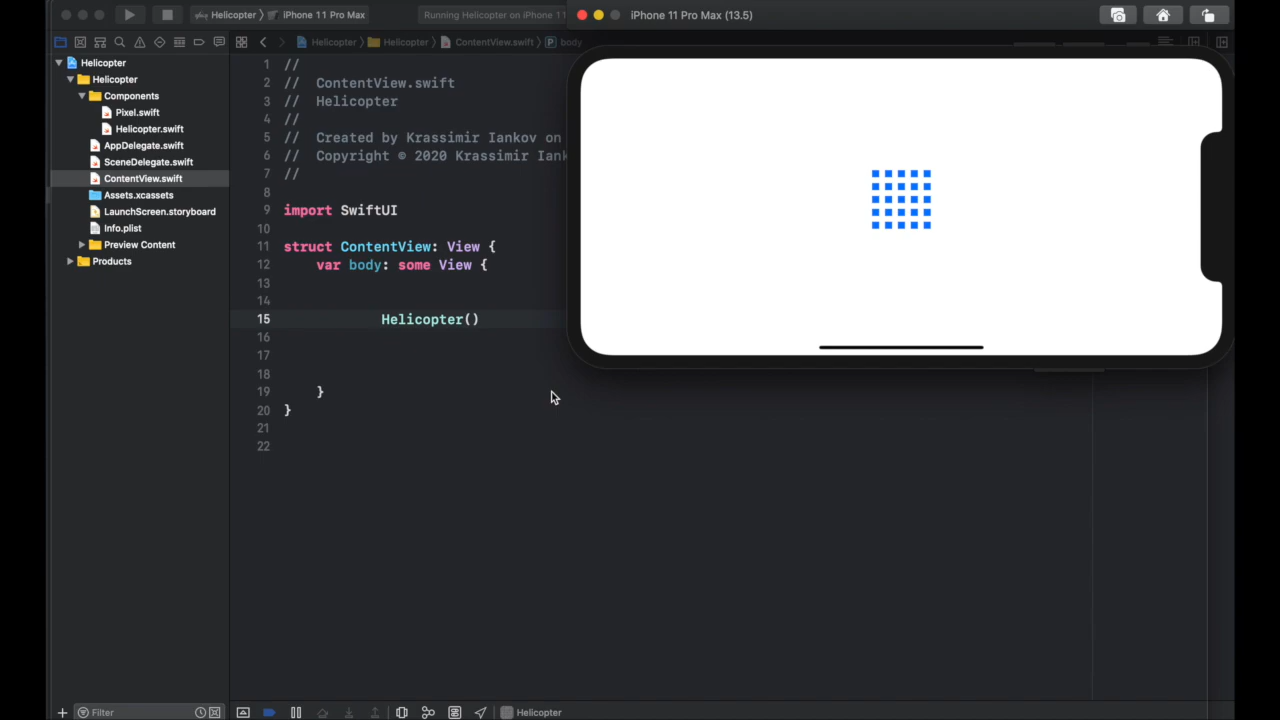 Helicopter
iPhone 11 Pro Max
Running Helicopter on iPhone 11
iPhone 11 Pro Max (13.5)
Helicopter
Helicopter
ContentView.swift
P
body
Helicopter
Helicopter
Components
Pixel.swift
Helicopter.swift
AppDelegate.swift
SceneDelegate.swift
ContentView.swift
Assets.xcassets
LaunchScreen.storyboard
Info.plist
Preview Content
Products
1 //
2 // ContentView.swift
3 // Helicopter
4 //
5 // Created by Krassimir Iankov on
6 // Copyright © 2020 Krassimir Iank
7 //
8
9 import SwiftUI
10
11 struct ContentView: View {
12 var body: some View {
13
14
15 Helicopter()
16
17
18
19 }
20 }
21
22
Filter
Helicopter